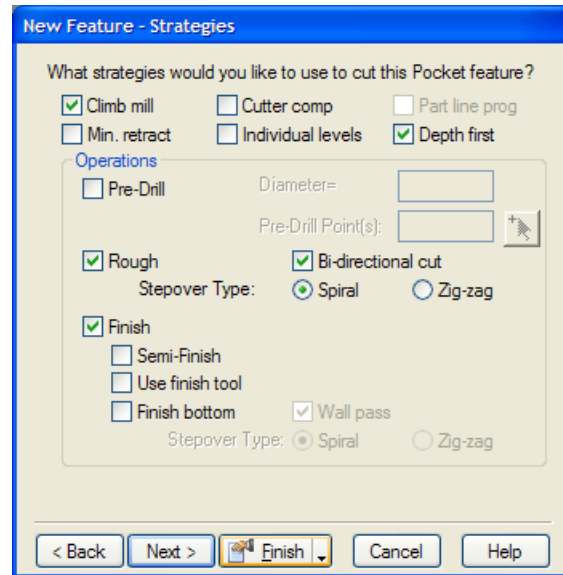 New Feature - Strategies
What strategies would you like to use to cut this Pocket feature?
Climb mill Cutter comp Part line prog
Min. retract Individual levels Depth first
Operations
Pre-Drill Diameter=
Pre-Drill Point(s):
Rough Bi-directional cut
Stepover Type: Spiral Zig-zag
Finish
Semi-Finish
Use finish tool
Finish bottom Wall pass
Stepover Type: Spiral Zig-zag
< Back Next > Finish Cancel Help